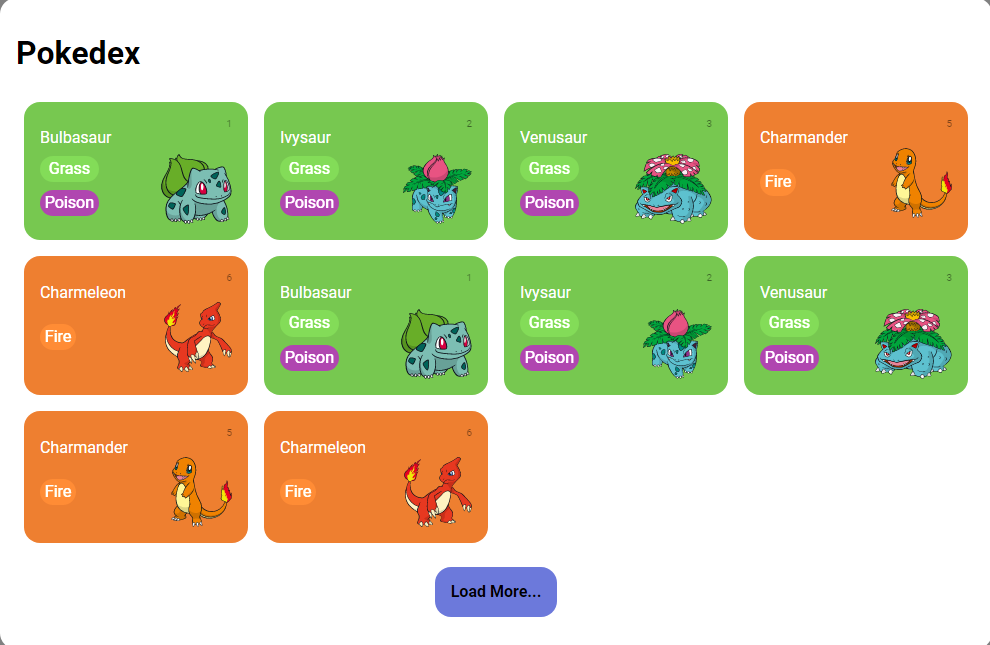 Pokedex
1
Bulbasaur
Grass
Poison
2
Ivysaur
Grass
Poison
3
Venusaur
Grass
Poison
5
Charmander
Fire
6
Charmeleon
Fire
1
Bulbasaur
Grass
Poison
2
Ivysaur
Grass
Poison
3
Venusaur
Grass
Poison
5
Charmander
Fire
6
Charmeleon
Fire
Load More...